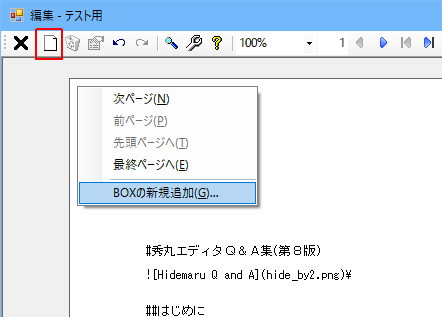 編集 - テスト用
100%
1
次ページ(N)
前ページ(P)
先頭ページへ(T)
最終ページへ(E)
BOXの新規追加(G)...
#秀丸エディタＱ＆Ａ集(第８版)
![Hidemaru Q and A](hide_by2.png)¥
##はじめに